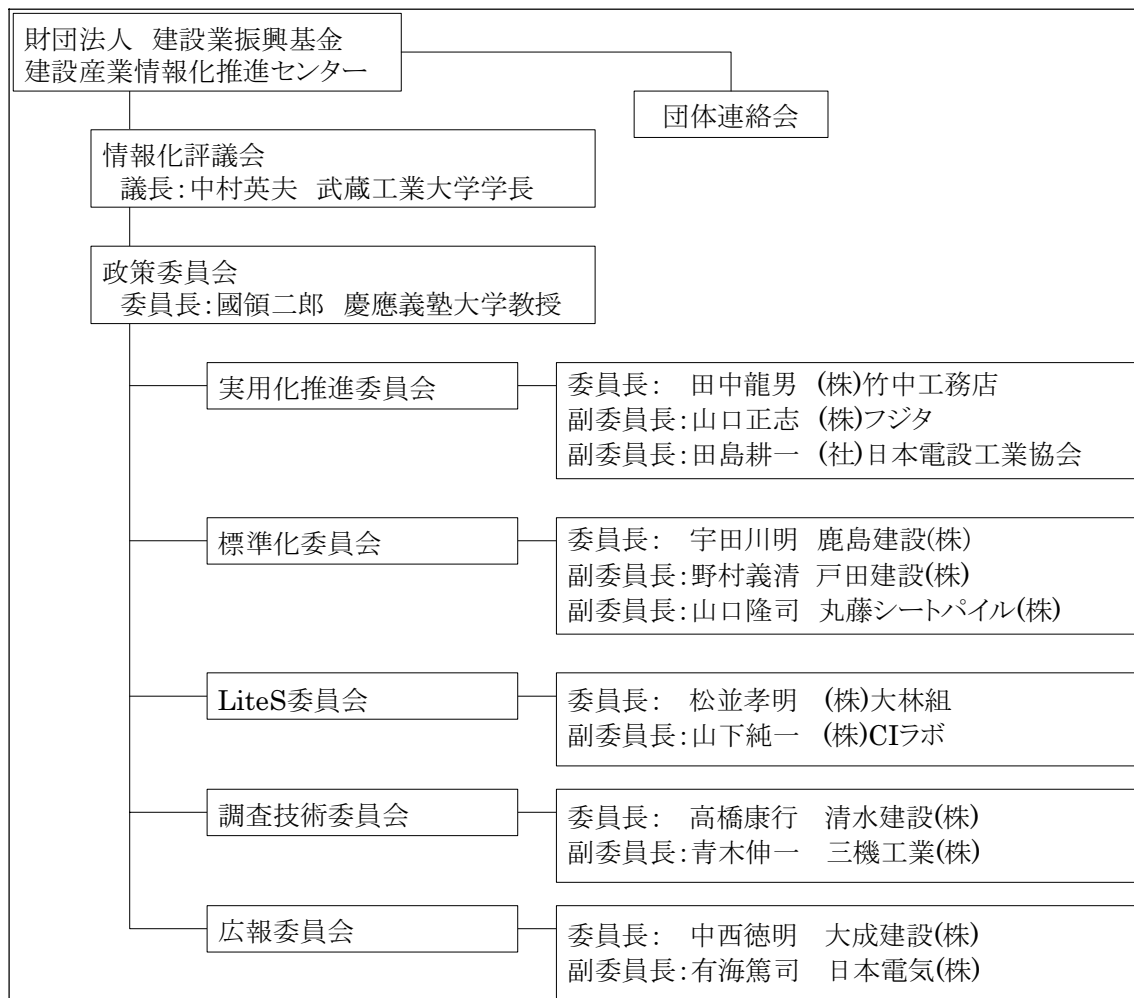 財団法人 建設業振興基金
建設産業情報化推進センター
団体連絡会
情報化評議会
議長:中村英夫 武蔵工業大学学長
政策委員会
委員長:國領二郎 慶應義塾大学教授
実用化推進委員会
委員長: 田中龍男 (株)竹中工務店
副委員長:山口正志 (株)フジタ
副委員長:田島耕一 (社)日本電設工業協会
標準化委員会
委員長: 宇田川明 鹿島建設(株)
副委員長:野村義清 戸田建設(株)
副委員長:山口隆司 丸藤シートパイル(株)
LiteS委員会
委員長: 松並孝明 (株)大林組
副委員長:山下純一 (株)CIラボ
調査技術委員会
委員長: 高橋康行 清水建設(株)
副委員長:青木伸一 三機工業(株)
広報委員会
委員長: 中西徳明 大成建設(株)
副委員長:有海篤司 日本電気(株)